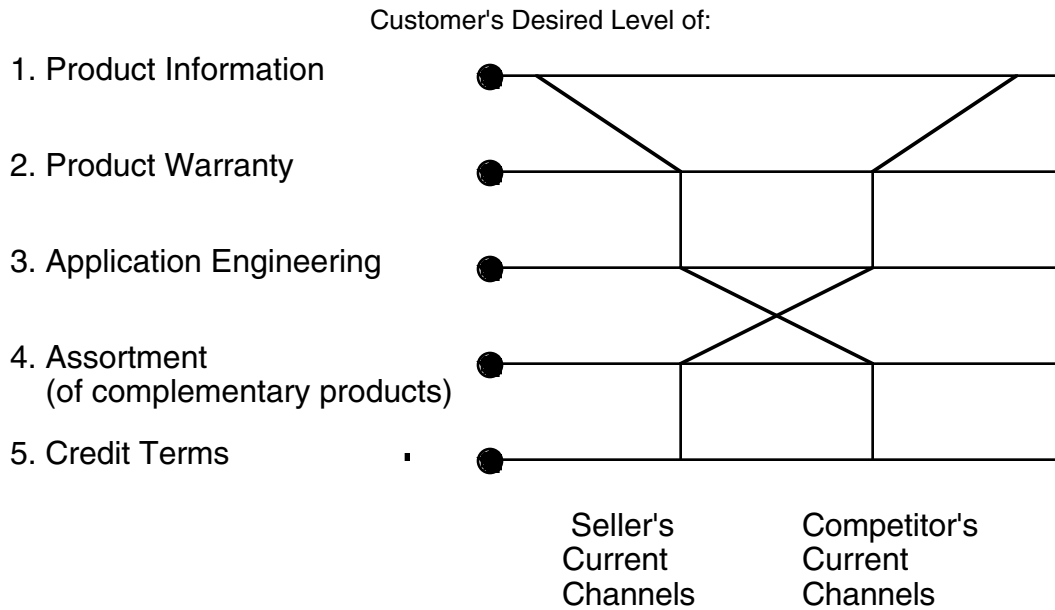 Customer's Desired Level of:
1. Product Information
2. Product Warranty
3. Application Engineering
4. Assortment
(of complementary products)
5. Credit Terms
Seller's
Current
Channels
Competitor's
Current
Channels